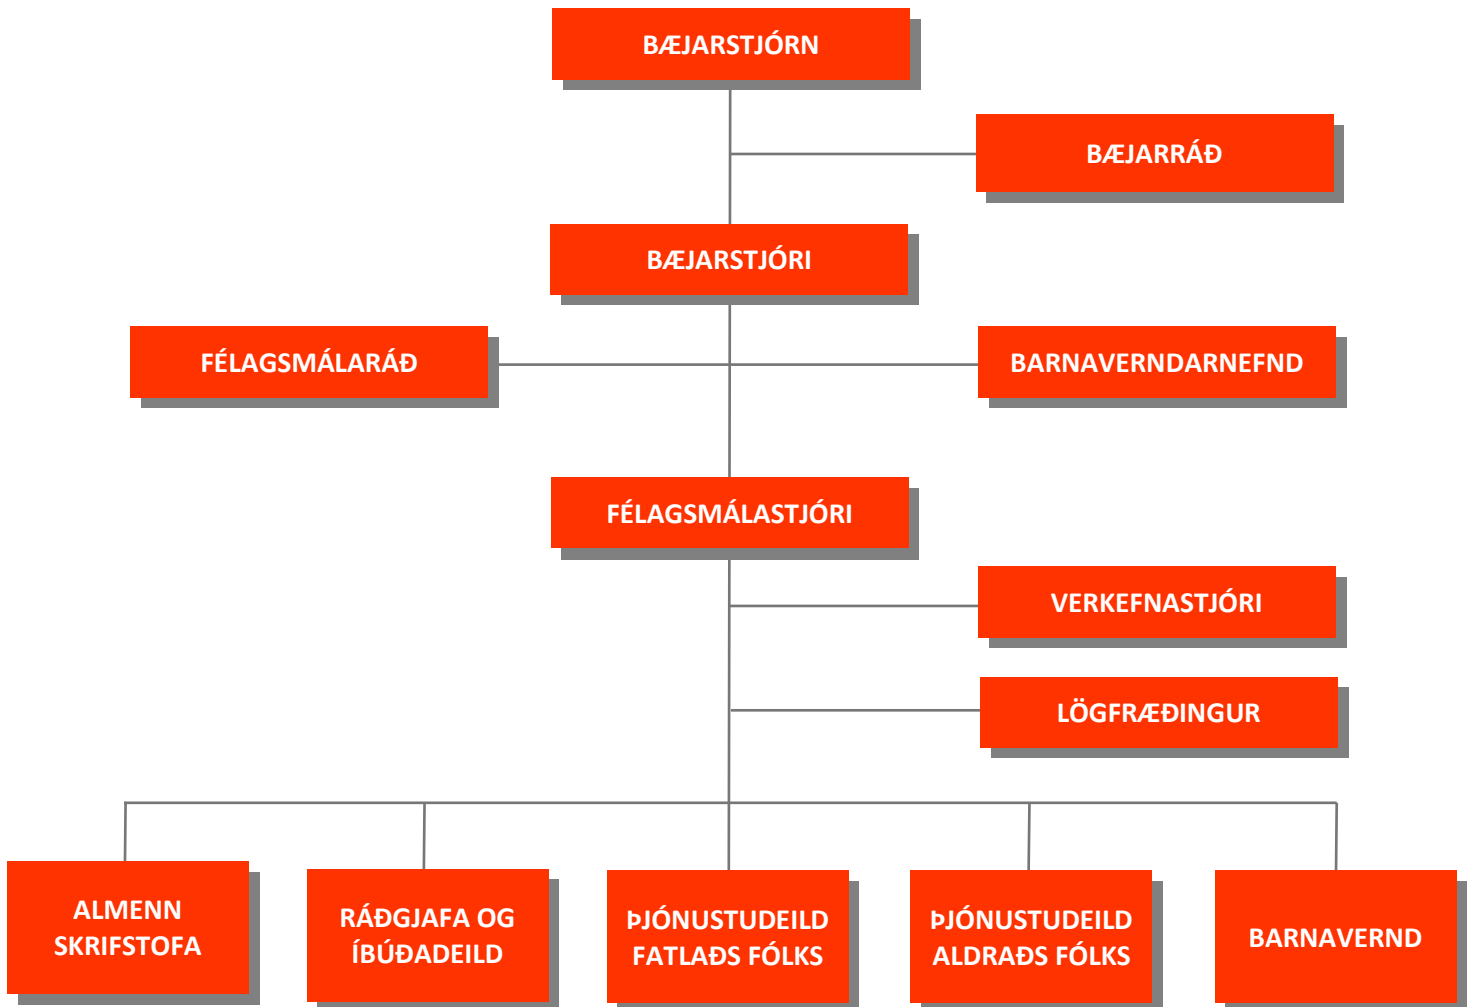 BÆJARSTJÓRN
BÆJARRÁÐ
BÆJARSTJÓRI
FÉLAGSMÁLARÁÐ
BARNAVERNDARNEFND
FÉLAGSMÁLASTJÓRI
VERKEFNASTJÓRI
LÖGFRÆÐINGUR
ALMENN
SKRIFSTOFA
RÁÐGJAFA OG
ÍBÚÐADEILD
ÞJÓNUSTUDEILD
FATLAÐS FÓLKS
ÞJÓNUSTUDEILD
ALDRAÐS FÓLKS
BARNAVERND